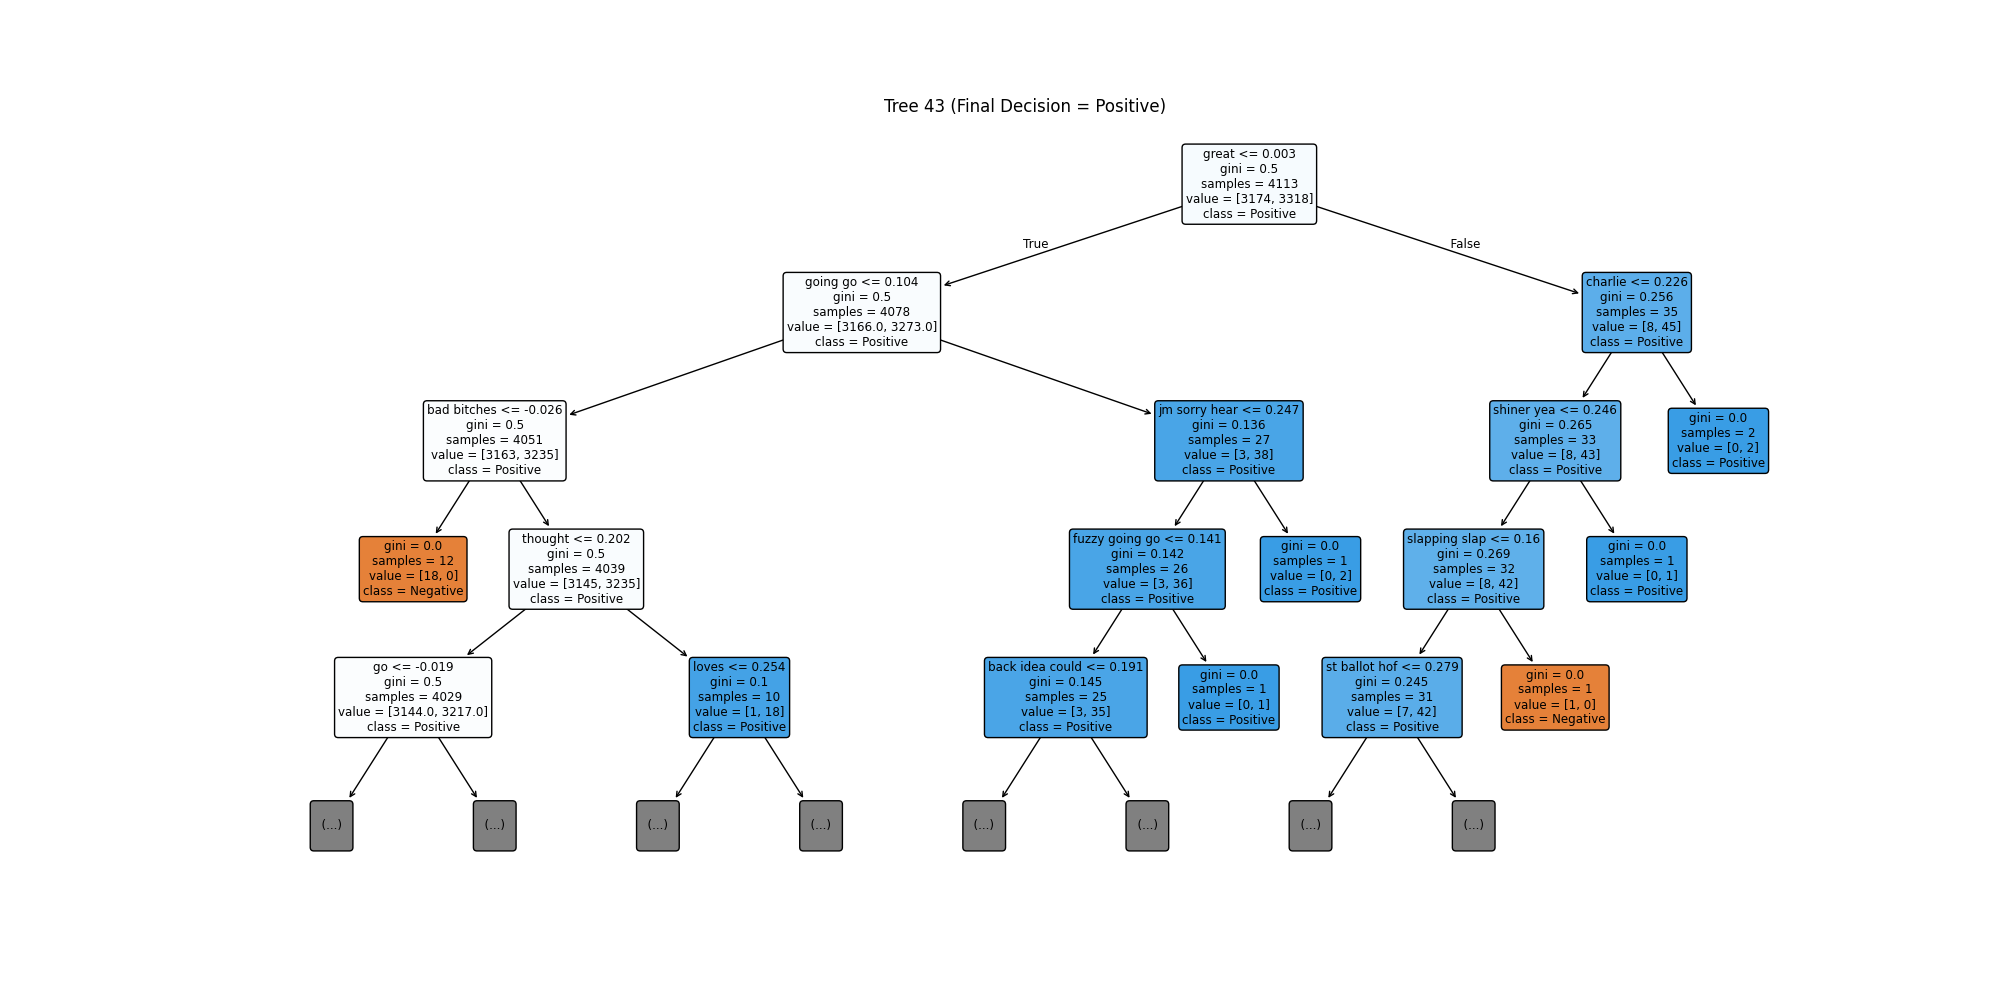 Tree 43 (Final Decision = Positive)
great <= 0.003
gini = 0.5
samples = 4113
value = [3174, 3318]
class = Positive
True
False
going go <= 0.104
gini = 0.5
samples = 4078
value = [3166.0, 3273.0]
class = Positive
charlie <= 0.226
gini = 0.256
samples = 35
value = [8, 45]
class = Positive
bad bitches <= -0.026
gini = 0.5
samples = 4051
value = [3163, 3235]
class = Positive
jm sorry hear <= 0.247
gini = 0.136
samples = 27
value = [3, 38]
class = Positive
shiner yea <= 0.246
gini = 0.265
samples = 33
value = [8, 43]
class = Positive
gini = 0.0
samples = 2
value = [0, 2]
class = Positive
gini = 0.0
samples = 12
value = [18, 0]
class = Negative
thought <= 0.202
gini = 0.5
samples = 4039
value = [3145, 3235]
class = Positive
fuzzy going go <= 0.141
gini = 0.142
samples = 26
value = [3, 36]
class = Positive
gini = 0.0
samples = 1
value = [0, 2]
class = Positive
slapping slap <= 0.16
gini = 0.269
samples = 32
value = [8, 42]
class = Positive
gini = 0.0
samples = 1
value = [0, 1]
class = Positive
go <= -0.019
gini = 0.5
samples = 4029
value = [3144.0, 3217.0]
class = Positive
loves <= 0.254
gini = 0.1
samples = 10
value = [1, 18]
class = Positive
back idea could <= 0.191
gini = 0.145
samples = 25
value = [3, 35]
class = Positive
gini = 0.0
samples = 1
value = [0, 1]
class = Positive
st ballot hof <= 0.279
gini = 0.245
samples = 31
value = [7, 42]
class = Positive
gini = 0.0
samples = 1
value = [1, 0]
class = Negative
(...)
(...)
(...)
(...)
(...)
(...)
(...)
(...)